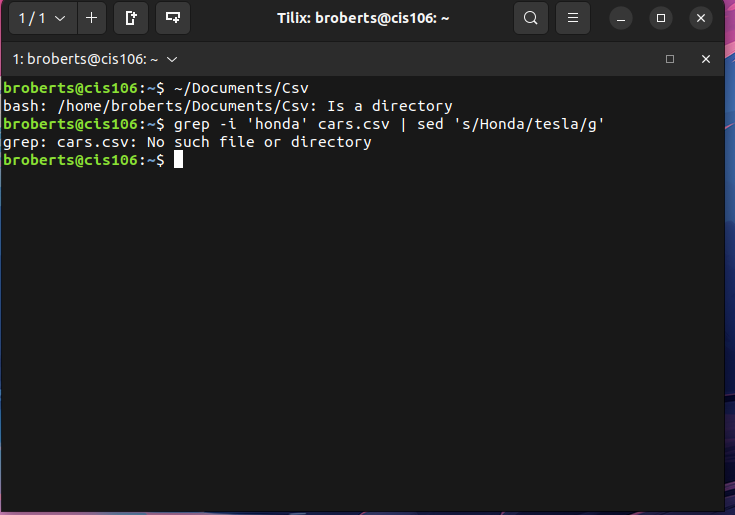 1 / 1
Tilix: broberts@cis106: ~
1: broberts@cis106: ~
broberts@cis106:~$ ~/Documents/Csv
bash: /home/broberts/Documents/Csv: Is a directory
broberts@cis106:~$ grep -i 'honda' cars.csv | sed 's/Honda/tesla/g'
grep: cars.csv: No such file or directory
broberts@cis106:~$